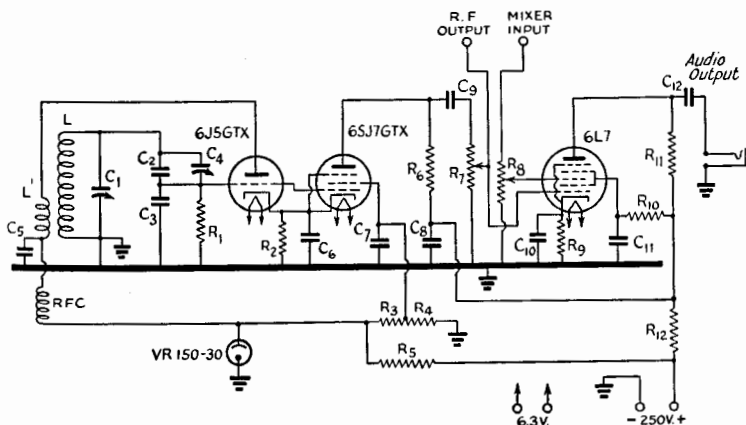 R.F OUTPUT
MIXER INPUT
Audio Output
6J5GTX
6SJ7GTX
6L7
C9
C12
L
C2
C4
C1
R6
R7
R8
R11
L'
C3
R1
R2
C5
C6
C7
C8
C10
R9
R10
C11
RFC
R3
R4
R12
VR 150-30
R5
6.3V.
- 250V. +